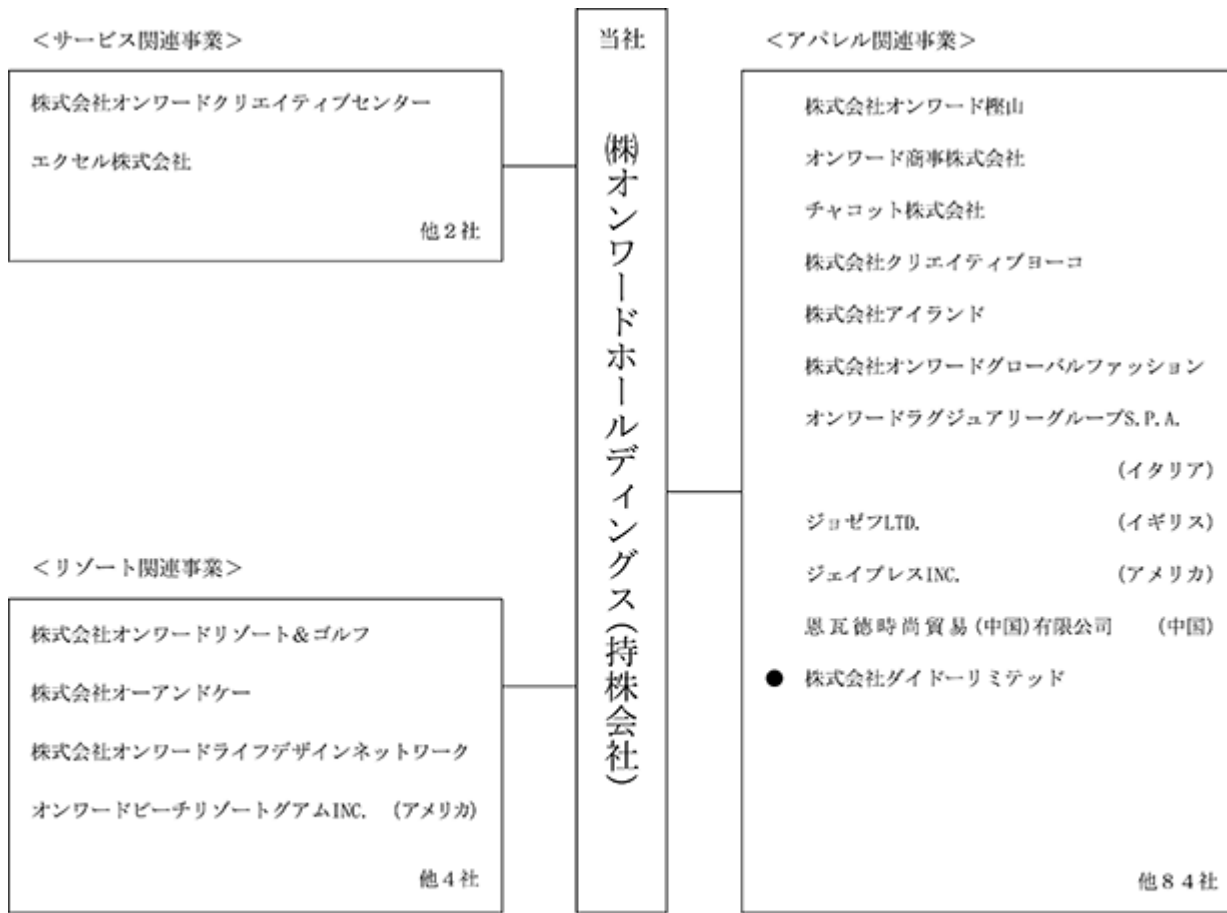 ＜サービス関連事業＞
株式会社オンワードクリエイティブセンター
エクセル株式会社
他２社
＜リゾート関連事業＞
株式会社オンワードリゾート＆ゴルフ
株式会社オーアンドケー
株式会社オンワードライフデザインネットワーク
オンワードビーチリゾートグアムINC. (アメリカ)
他４社
当社
㈱オンワードホールディングス(持株会社)
＜アパレル関連事業＞
株式会社オンワード樫山
オンワード商事株式会社
チャコット株式会社
株式会社クリエイティブヨーコ
株式会社アイランド
株式会社オンワードグローバルファッション
オンワードラグジュアリーグループS.P.A.
(イタリア)
ジョゼフLTD. (イギリス)
ジェイプレスINC. (アメリカ)
恩瓦徳時尚貿易(中国)有限公司 (中国)
● 株式会社ダイドーリミテッド
他８４社